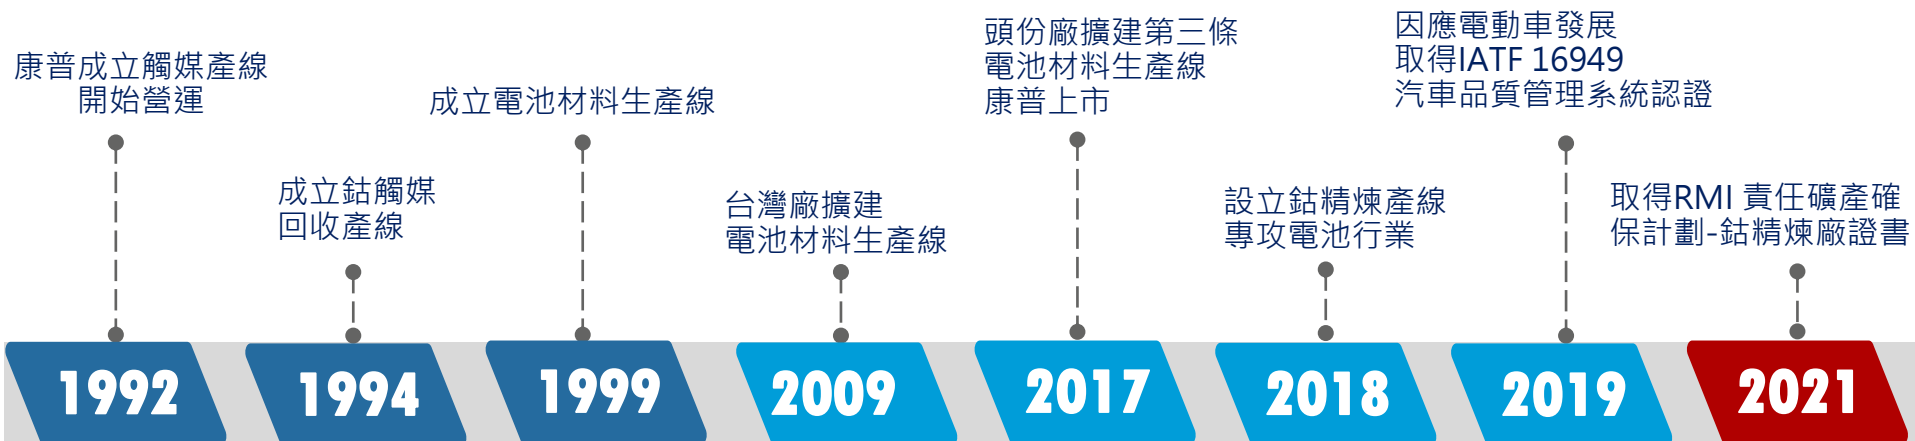 康普成立觸媒產線
開始營運
成立鈷觸媒
回收產線
成立電池材料生產線
台灣廠擴建
電池材料生產線
頭份廠擴建第三條
電池材料生產線
康普上市
設立鈷精煉產線
專攻電池行業
因應電動車發展
取得IATF 16949
汽車品質管理系統認證
取得RMI 責任礦產確
保計劃-鈷精煉廠證書
1992
1994
1999
2009
2017
2018
2019
2021